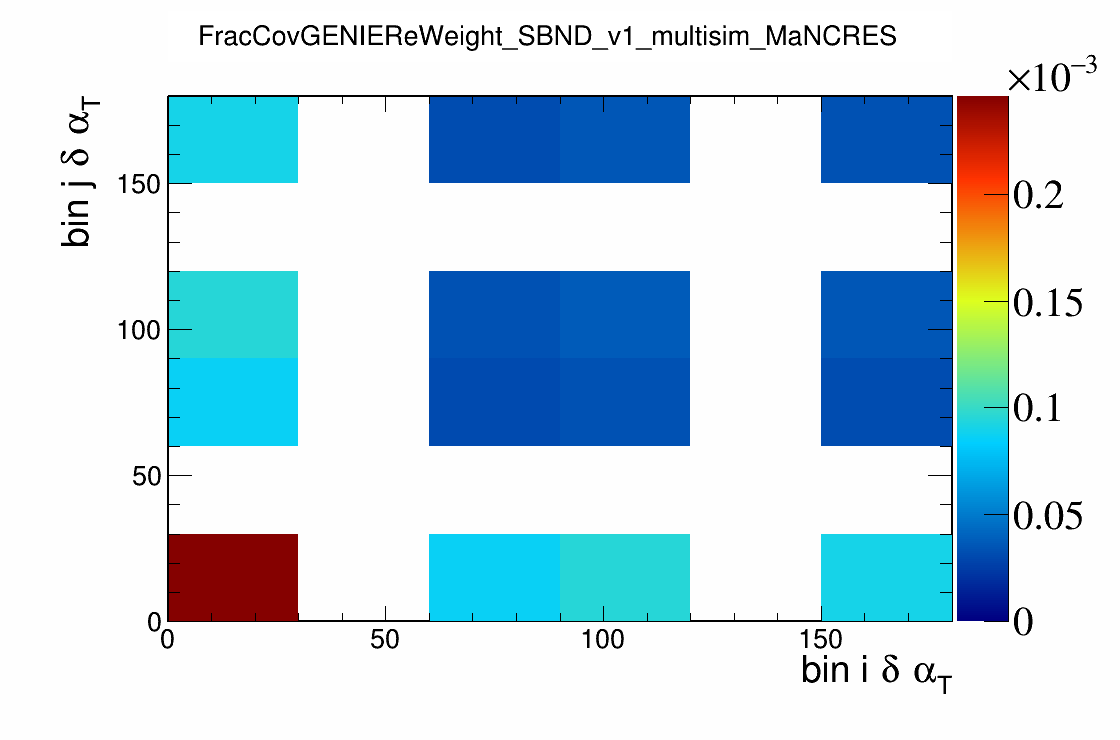 FracCovGENIEReWeight_SBND_v1_multisim_MaNCRES
×10⁻³
bin j δ α_T
150
100
50
0
0 50 100 150
bin i δ α_T
0.2
0.15
0.1
0.05
0